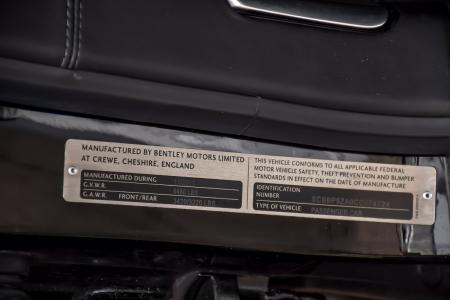 MANUFACTURED BY BENTLEY MOTORS LIMITED
AT CREWE, CHESHIRE, ENGLAND
MANUFACTURED DURING
G.V.W.R.
G.A.W.R. FRONT/REAR
THIS VEHICLE CONFORMS TO ALL APPLICABLE FEDERAL
MOTOR VEHICLE SAFETY, THEFT PREVENTION AND BUMPER
STANDARDS IN EFFECT ON THE DATE OF MANUFACTURE
IDENTIFICATION
NUMBER
TYPE OF VEHICLE PASSENGER CAR